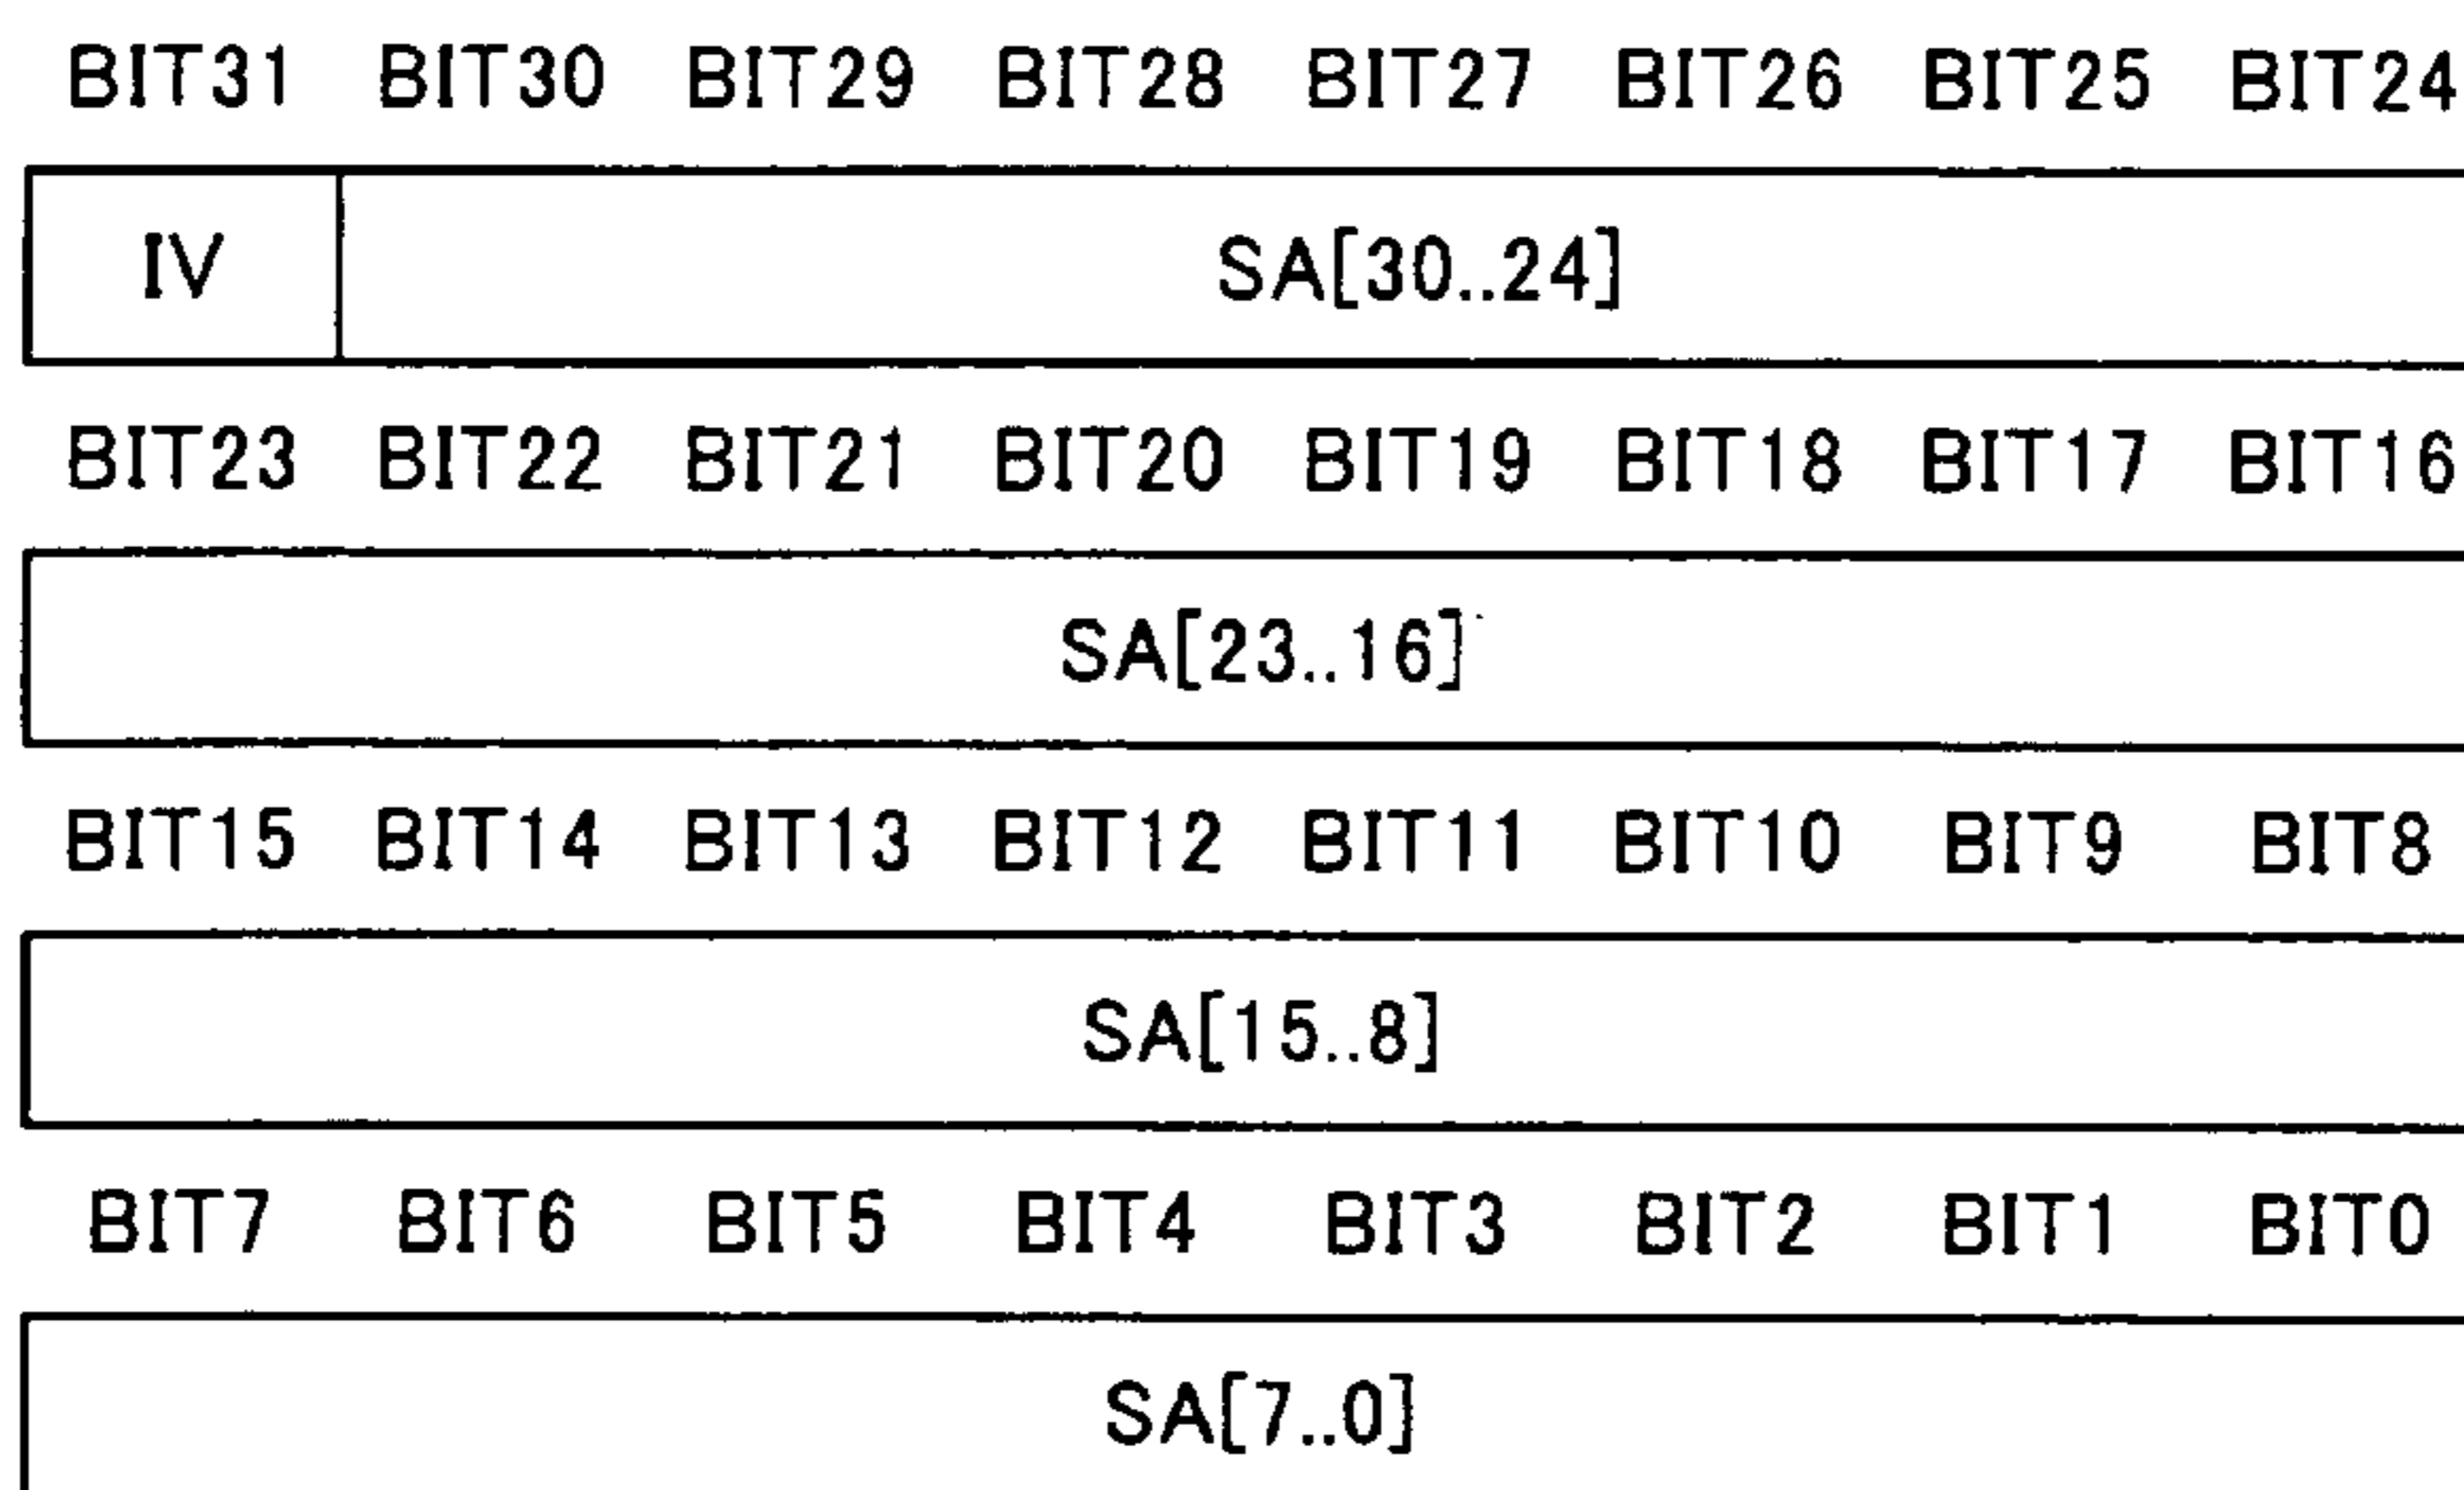 BIT31 BIT30 BIT29 BIT28 BIT27 BIT26 BIT25 BIT24
IV SA[30..24]
BIT23 BIT22 BIT21 BIT20 BIT19 BIT18 BIT17 BIT16
SA[23..16]
BIT15 BIT14 BIT13 BIT12 BIT11 BIT10 BIT9 BIT8
SA[15..8]
BIT7 BIT6 BIT5 BIT4 BIT3 BIT2 BIT1 BIT0
SA[7..0]